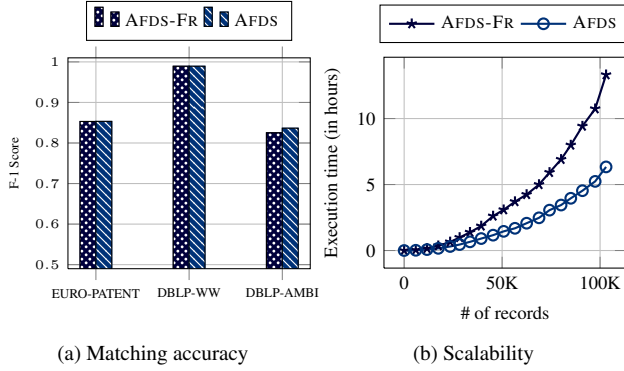 AFDS-FR AFDS
1
0.9
0.8
0.7
0.6
0.5
F-1 Score
EURO-PATENT DBLP-WW DBLP-AMBI
(a) Matching accuracy
AFDS-FR AFDS
10
5
0
Execution time (in hours)
0 50K 100K
# of records
(b) Scalability